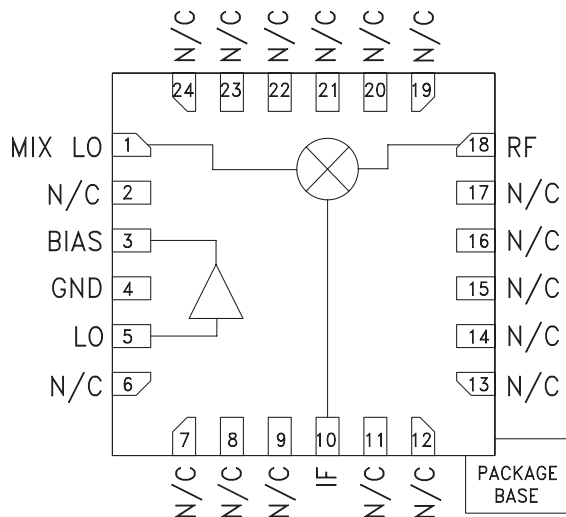 N/C N/C N/C N/C N/C N/C
24 23 22 21 20 19
MIX LO 1 18 RF
N/C 2 17 N/C
BIAS 3 16 N/C
GND 4 15 N/C
LO 5 14 N/C
N/C 6 13 N/C
7 8 9 10 11 12
N/C N/C N/C IF N/C N/C
PACKAGE
BASE